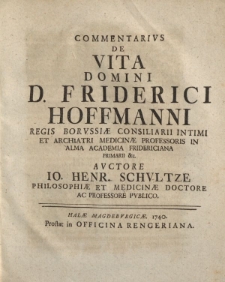 COMMENTARIVS
DE
VITA
DOMINI
D. FRIDERICI
HOFFMANNI
REGIS BORVSSIÆ CONSILIARII INTIMI
ET ARCHIATRI MEDICINÆ PROFESSORIS IN
ALMA ACADEMIA FRIDERICIANA
PRIMARII &c.
AVCTORE
IO. HENR. SCHVLTZE
PHILOSOPHIÆ ET MEDICINÆ DOCTORE
AC PROFESSORE PVBLICO.
HALÆ MAGDEBVRGICÆ, 1740.
Prostat in OFFICINA RENGERIANA.